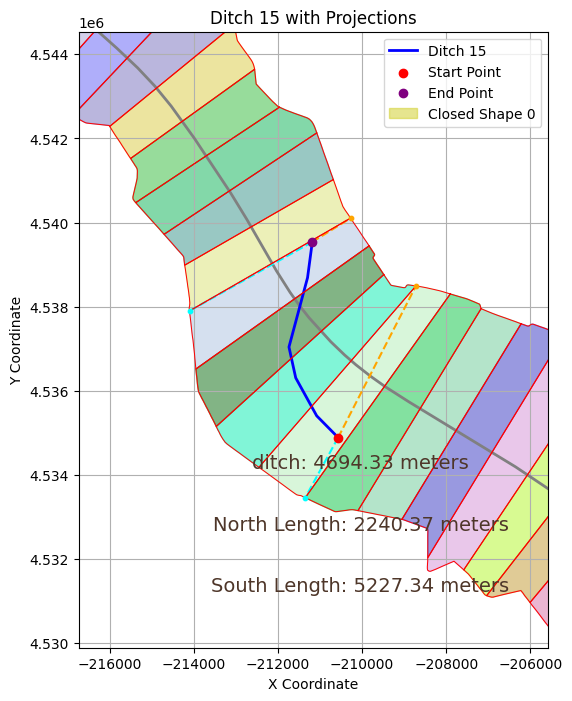 Ditch 15 with Projections
1e6
Ditch 15
Start Point
End Point
Closed Shape 0
4.544
4.542
4.540
4.538
4.536
4.534
4.532
4.530
Y Coordinate
ditch: 4694.33 meters
North Length: 2240.37 meters
South Length: 5227.34 meters
−216000 −214000 −212000 −210000 −208000 −206000
X Coordinate